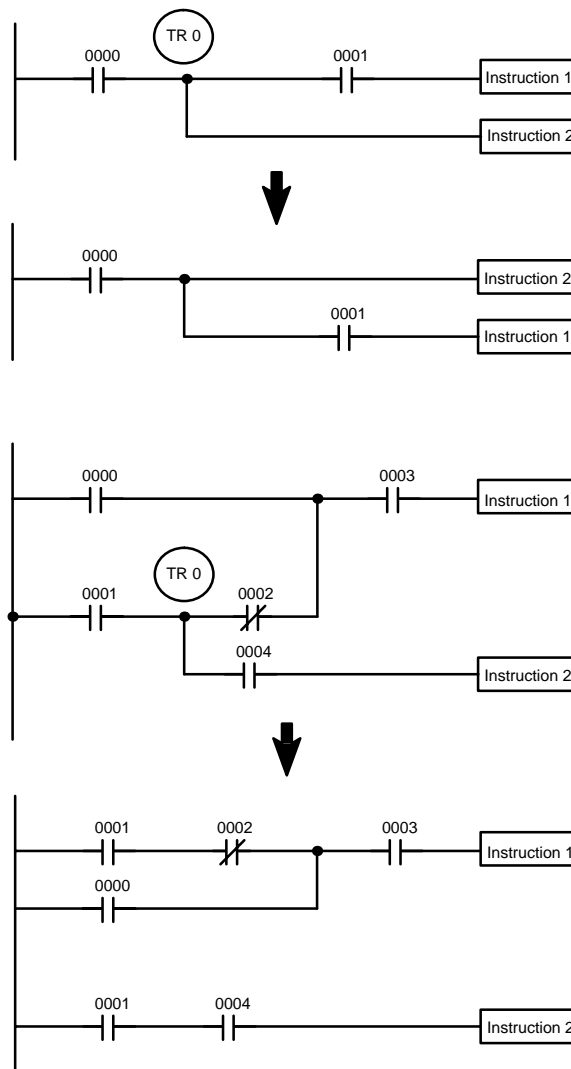 TR 0
0000 0001 Instruction 1
Instruction 2
0000 Instruction 2
0001 Instruction 1
0000 0003 Instruction 1
TR 0
0001 0002
0004 Instruction 2
0001 0002 0003 Instruction 1
0000
0001 0004 Instruction 2